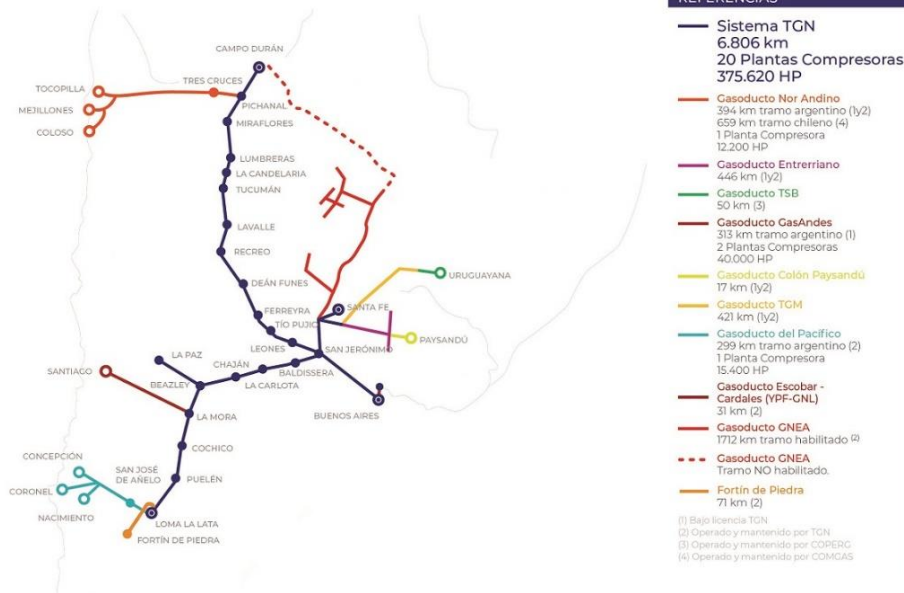 REFERENCIAS
Sistema TGN
6.806 km
20 Plantas Compresoras
375.620 HP
Gasoducto Nor Andino
394 km tramo argentino (1y2)
659 km tramo chileno (4)
1 Planta Compresora
12.200 HP
Gasoducto Entrerriano
446 km (1y2)
Gasoducto TSB
50 km (3)
Gasoducto GasAndes
313 km tramo argentino (1)
2 Plantas Compresoras
40.000 HP
Gasoducto Colón Paysandú
17 km (1y2)
Gasoducto TGM
421 km (1y2)
Gasoducto del Pacífico
299 km tramo argentino (2)
1 Planta Compresora
15.400 HP
Gasoducto Escobar -
Cardales (YPF-GNL)
31 km (2)
Gasoducto GNEA
1712 km tramo habilitado (2)
Gasoducto GNEA
Tramo NO habilitado.
Fortín de Piedra
71 km (2)
(1) Bajo licencia TGN
(2) Operado y mantenido por TGN
(3) Operado y mantenido por COPERG
(4) Operado y mantenido por COMGAS
CAMPO DURÁN
TRES CRUCES
TOCOPILLA
MEJILLONES
COLOSO
PICHANAL
MIRAFLORES
LUMBRERAS
LA CANDELARIA
TUCUMÁN
LAVALLE
RECREO
DEÁN FUNES
URUGUAYANA
FERREYRA
SANTA FE
TÍO PUJIO
PAYSANDÚ
LEONES
SAN JERÓNIMO
LA PAZ
CHAJÁN
BALDISSERA
SANTIAGO
BEAZLEY
LA CARLOTA
LA MORA
BUENOS AIRES
COCHICO
CONCEPCIÓN
SAN JOSÉ
DE AÑELO
PUELÉN
CORONEL
NACIMIENTO
LOMA LA LATA
FORTÍN DE PIEDRA